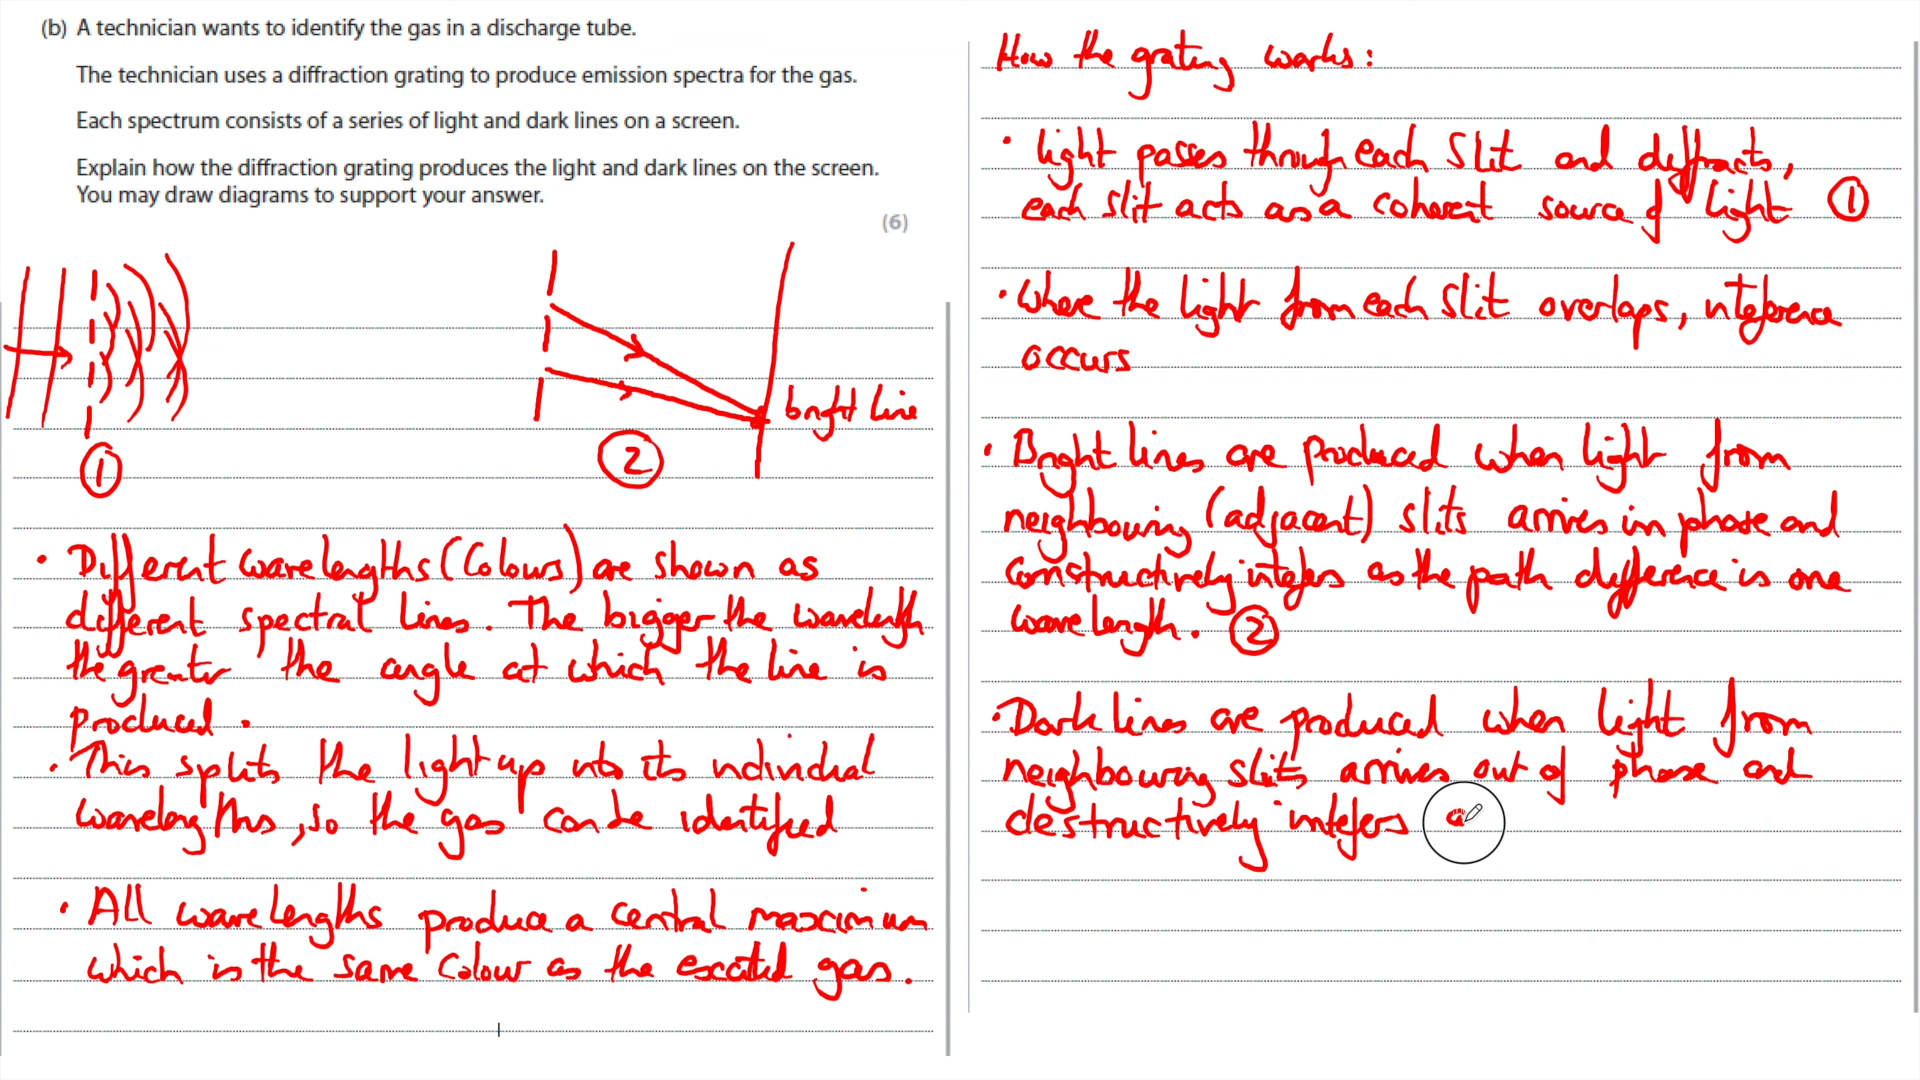 (b) A technician wants to identify the gas in a discharge tube.
The technician uses a diffraction grating to produce emission spectra for the gas.
Each spectrum consists of a series of light and dark lines on a screen.
Explain how the diffraction grating produces the light and dark lines on the screen.
You may draw diagrams to support your answer.
(6)
bright line
1
2
• Different wavelengths (Colours) are shown as
different spectral lines. The bigger the wavelength
the greater the angle at which the line is
produced.
• This splits the light up into its individual
wavelengths, so the gas can be identified
• All wavelengths produce a central maximum
which is the same colour as the excited gas.
How the grating works:
• light passes through each slit and diffracts,
each slit acts as a coherent source of light 1
• Where the light from each slit overlaps, inteference
occurs
• Bright lines are produced when light from
neighbouring (adjacent) slits arrives in phase and
constructively intefers as the path difference is one
wavelength. 2
• Dark lines are produced when light from
neighbouring slits arrives out of phase and
destructively intefers a